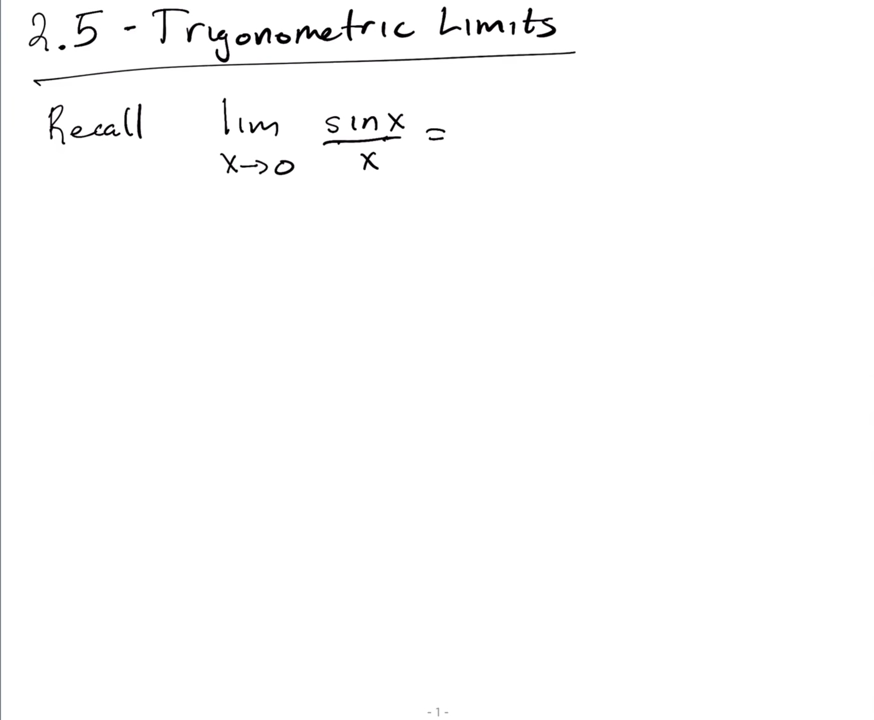 2.5 - Trigonometric Limits
Recall lim x→0 sinx/x =
- 1 -